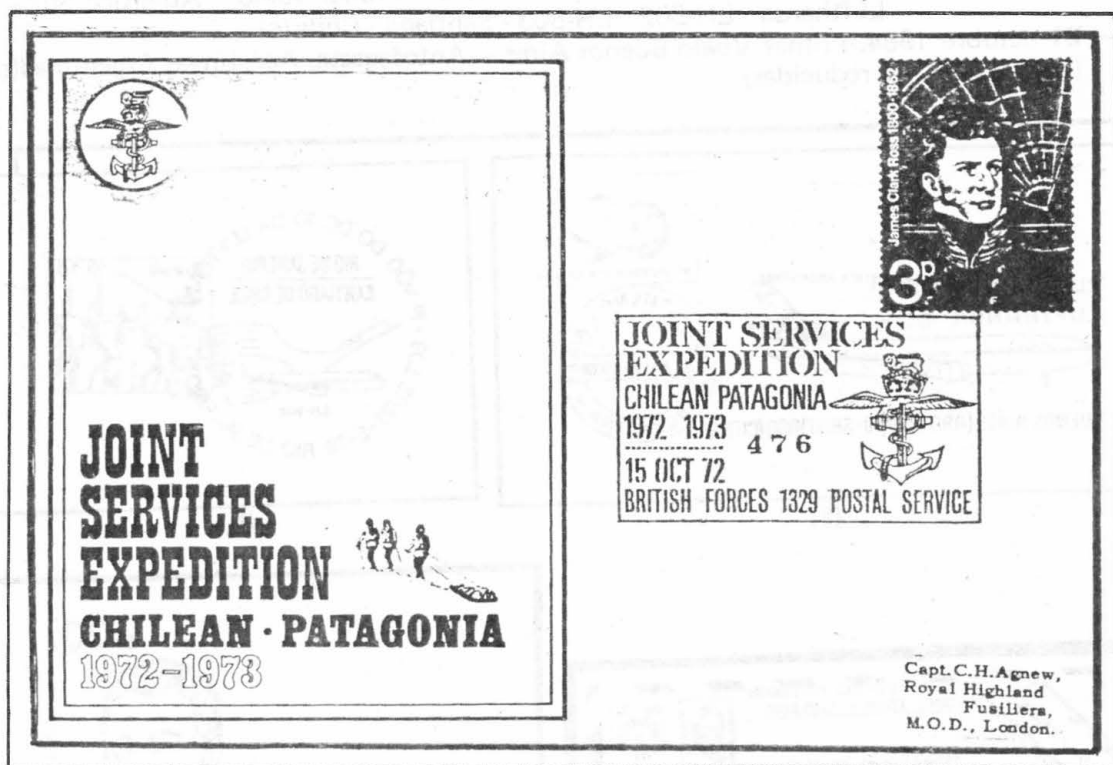 James Clark Ross 1800-1862
3P
JOINT SERVICES
EXPEDITION
CHILEAN PATAGONIA
1972 1973
476
15 OCT 72
BRITISH FORCES 1329 POSTAL SERVICE
JOINT
SERVICES
EXPEDITION
CHILEAN · PATAGONIA
1972-1973
Capt. C.H. Agnew,
Royal Highland
Fusiliers,
M.O.D., London.